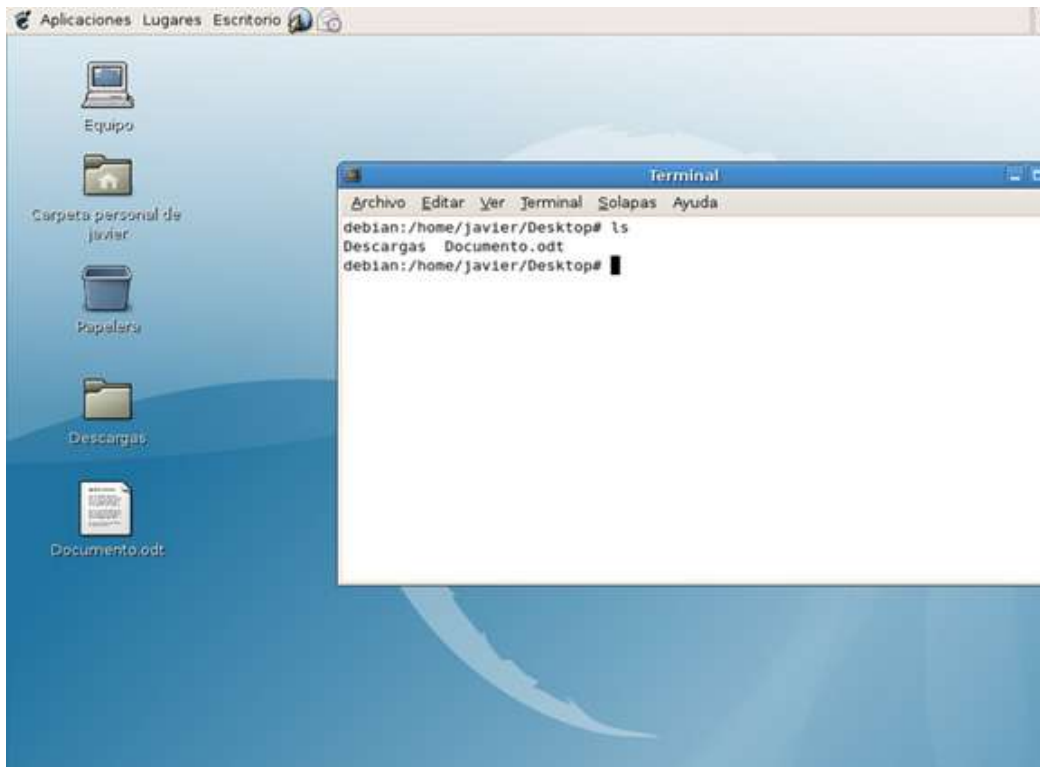 Aplicaciones Lugares Escritorio
Equipo
Carpeta personal de
javier
Papelera
Descargas
Documento.odt
Terminal
Archivo Editar Ver Terminal Solapas Ayuda
debian:/home/javier/Desktop# ls
Descargas Documento.odt
debian:/home/javier/Desktop#